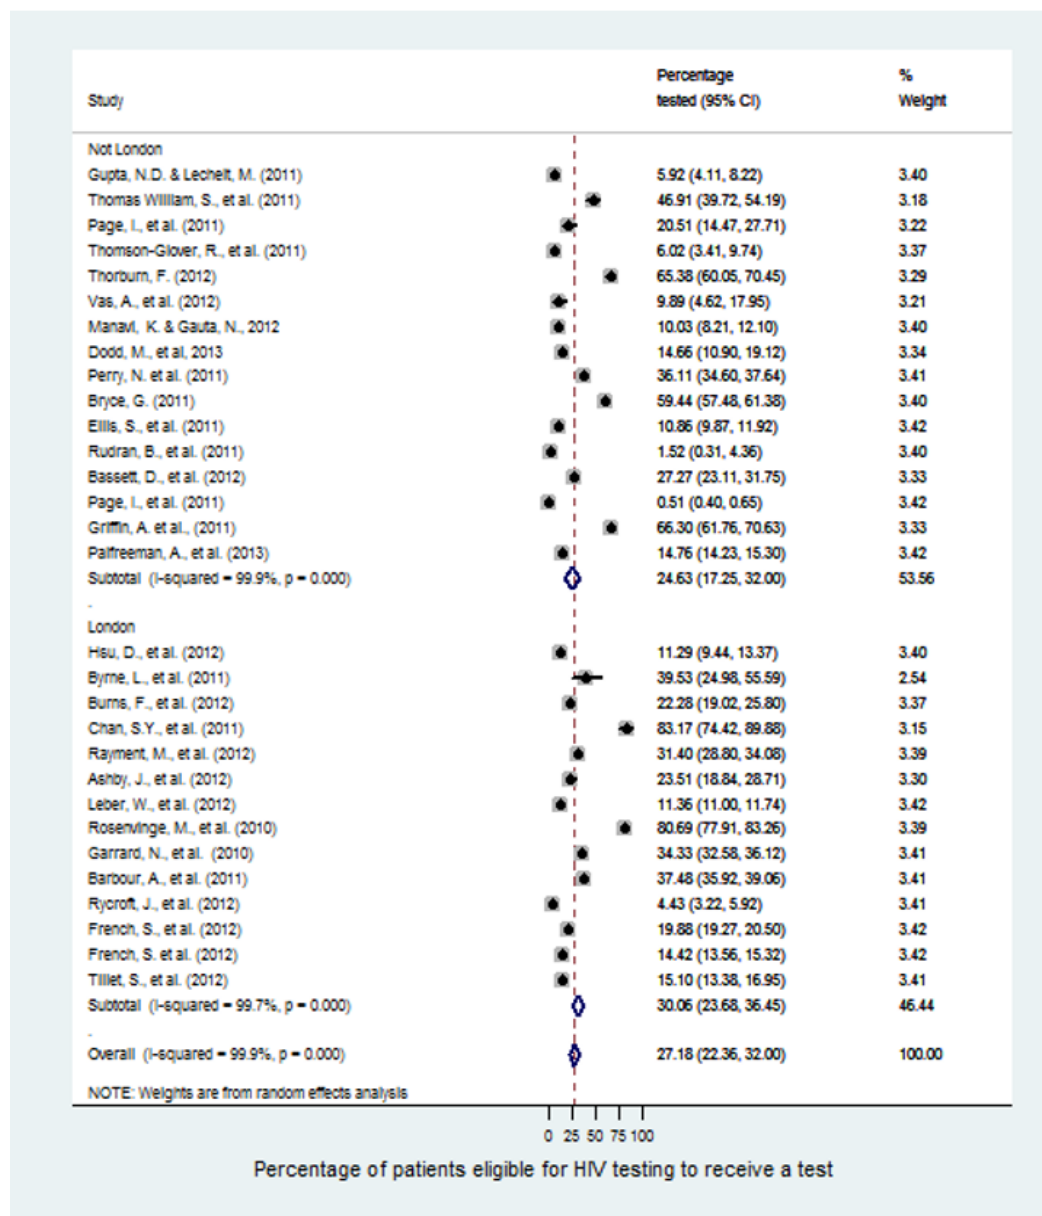 Study Percentage tested (95% CI) % Weight
Not London
Gupta, N.D. & Lechelt, M. (2011) 5.92 (4.11, 8.22) 3.40
Thomas William, S., et al. (2011) 46.91 (39.72, 54.19) 3.18
Page, I., et al. (2011) 20.51 (14.47, 27.71) 3.22
Thomson-Glover, R., et al. (2011) 6.02 (3.41, 9.74) 3.37
Thorburn, F. (2012) 65.38 (60.05, 70.45) 3.29
Vas, A., et al. (2012) 9.89 (4.62, 17.95) 3.21
Manavi, K. & Gauta, N., 2012 10.03 (8.21, 12.10) 3.40
Dodd, M., et al, 2013 14.66 (10.90, 19.12) 3.34
Perry, N. et al. (2011) 36.11 (34.60, 37.64) 3.41
Bryce, G. (2011) 59.44 (57.48, 61.38) 3.40
Ellis, S., et al. (2011) 10.86 (9.87, 11.92) 3.42
Rudran, B., et al. (2011) 1.52 (0.31, 4.36) 3.40
Bassett, D., et al. (2012) 27.27 (23.11, 31.75) 3.33
Page, I., et al. (2011) 0.51 (0.40, 0.65) 3.42
Griffin, A. et al., (2011) 66.30 (61.76, 70.63) 3.33
Palfreeman, A., et al. (2013) 14.76 (14.23, 15.30) 3.42
Subtotal (I-squared = 99.9%, p = 0.000) 24.63 (17.25, 32.00) 53.56
.
London
Hsu, D., et al. (2012) 11.29 (9.44, 13.37) 3.40
Byrne, L., et al. (2011) 39.53 (24.98, 55.59) 2.54
Burns, F., et al. (2012) 22.28 (19.02, 25.80) 3.37
Chan, S.Y., et al. (2011) 83.17 (74.42, 89.88) 3.15
Rayment, M., et al. (2012) 31.40 (28.80, 34.08) 3.39
Ashby, J., et al. (2012) 23.51 (18.84, 28.71) 3.30
Leber, W., et al. (2012) 11.36 (11.00, 11.74) 3.42
Rosenvinge, M., et al. (2010) 80.69 (77.91, 83.26) 3.39
Garrard, N., et al. (2010) 34.33 (32.58, 36.12) 3.41
Barbour, A., et al. (2011) 37.48 (35.92, 39.06) 3.41
Rycroft, J., et al. (2012) 4.43 (3.22, 5.92) 3.41
French, S., et al. (2012) 19.88 (19.27, 20.50) 3.42
French, S. et al. (2012) 14.42 (13.56, 15.32) 3.42
Tillet, S., et al. (2012) 15.10 (13.38, 16.95) 3.41
Subtotal (I-squared = 99.7%, p = 0.000) 30.06 (23.68, 36.45) 46.44
.
Overall (I-squared = 99.9%, p = 0.000) 27.18 (22.36, 32.00) 100.00
NOTE: Weights are from random effects analysis
0 25 50 75 100
Percentage of patients eligible for HIV testing to receive a test